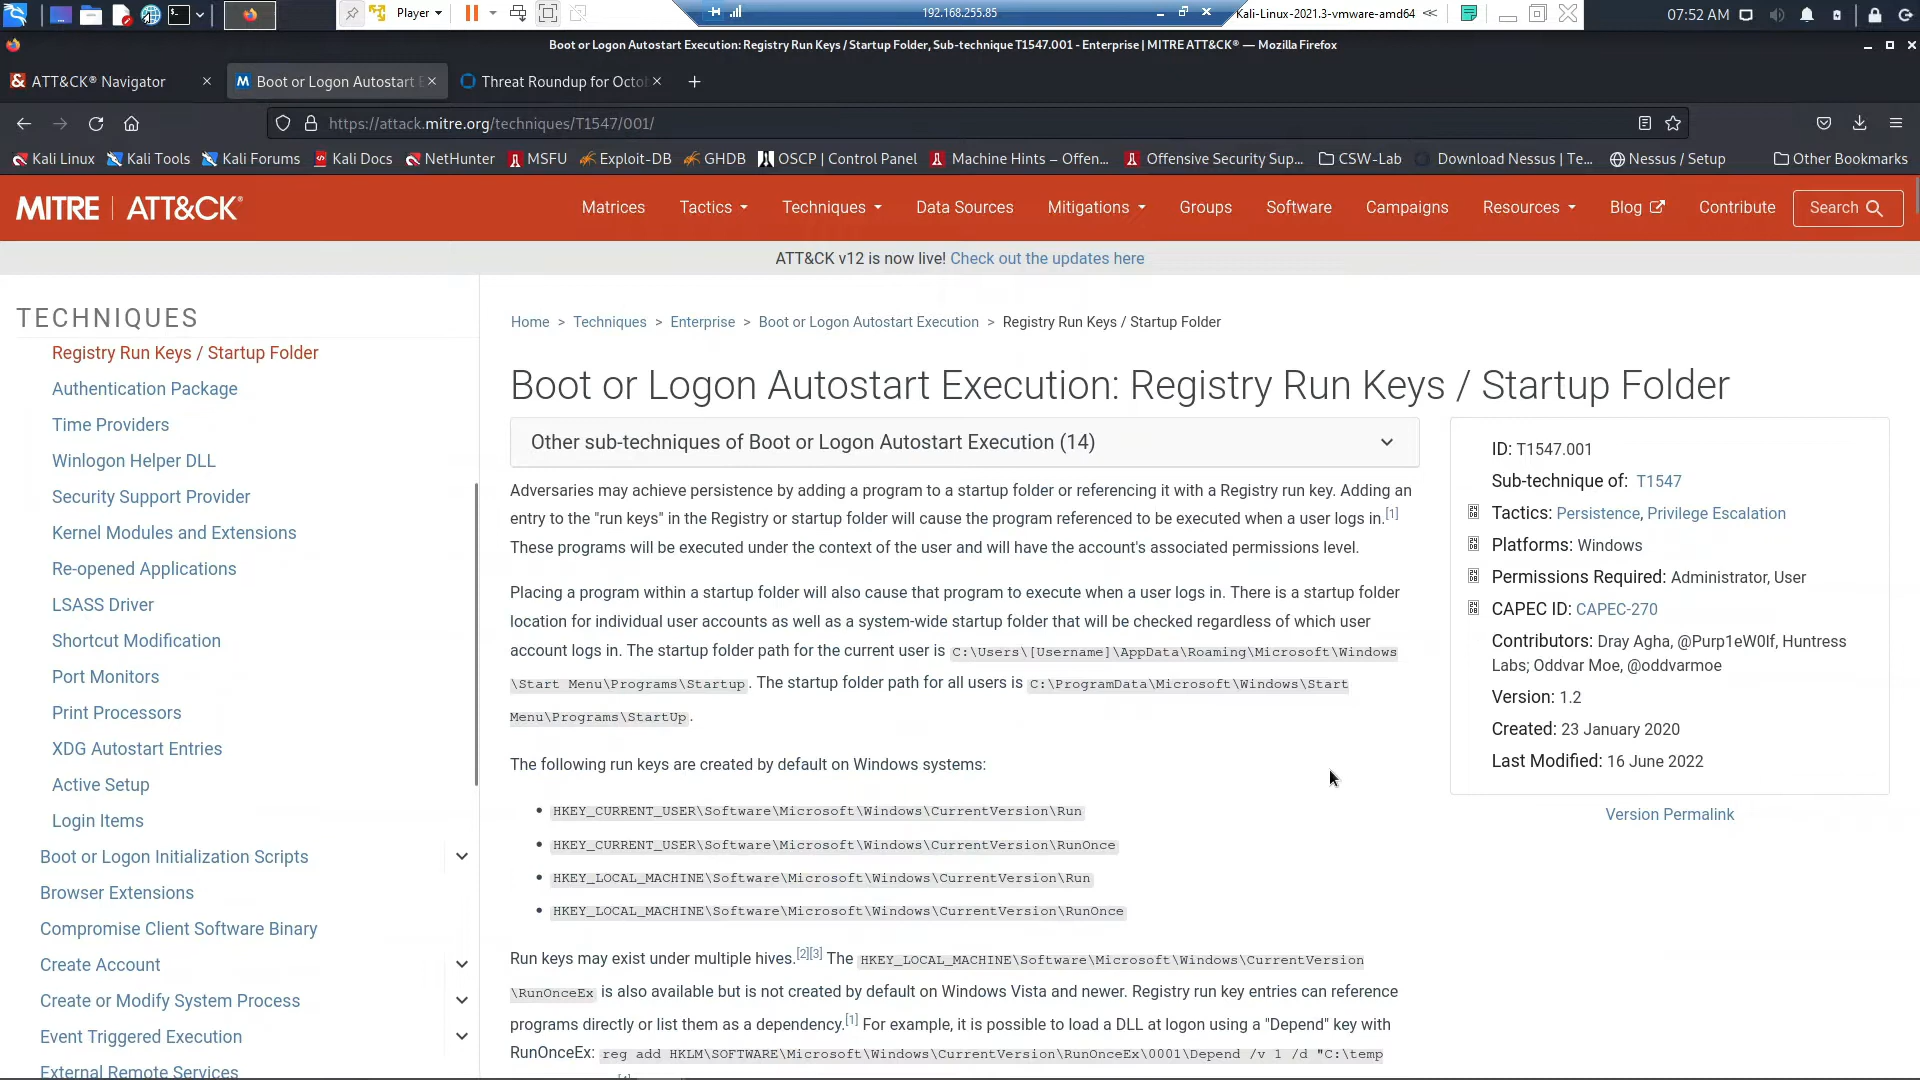 Player
192.168.255.85
Kali-Linux-2021.3-vmware-amd64
07:52 AM
Boot or Logon Autostart Execution: Registry Run Keys / Startup Folder, Sub-technique T1547.001 - Enterprise | MITRE ATT&CK® — Mozilla Firefox
ATT&CK® Navigator
Boot or Logon Autostart E
Threat Roundup for Octo
https://attack.mitre.org/techniques/T1547/001/
Kali Linux
Kali Tools
Kali Forums
Kali Docs
NetHunter
MSFU
Exploit-DB
GHDB
OSCP | Control Panel
Machine Hints – Offen...
Offensive Security Sup...
CSW-Lab
Download Nessus | Te...
Nessus / Setup
Other Bookmarks
MITRE | ATT&CK®
Matrices
Tactics
Techniques
Data Sources
Mitigations
Groups
Software
Campaigns
Resources
Blog
Contribute
Search
ATT&CK v12 is now live! Check out the updates here
TECHNIQUES
Registry Run Keys / Startup Folder
Authentication Package
Time Providers
Winlogon Helper DLL
Security Support Provider
Kernel Modules and Extensions
Re-opened Applications
LSASS Driver
Shortcut Modification
Port Monitors
Print Processors
XDG Autostart Entries
Active Setup
Login Items
Boot or Logon Initialization Scripts
Browser Extensions
Compromise Client Software Binary
Create Account
Create or Modify System Process
Event Triggered Execution
External Remote Services
Home > Techniques > Enterprise > Boot or Logon Autostart Execution > Registry Run Keys / Startup Folder
Boot or Logon Autostart Execution: Registry Run Keys / Startup Folder
Other sub-techniques of Boot or Logon Autostart Execution (14)
Adversaries may achieve persistence by adding a program to a startup folder or referencing it with a Registry run key. Adding an
entry to the "run keys" in the Registry or startup folder will cause the program referenced to be executed when a user logs in.[1]
These programs will be executed under the context of the user and will have the account's associated permissions level.
Placing a program within a startup folder will also cause that program to execute when a user logs in. There is a startup folder
location for individual user accounts as well as a system-wide startup folder that will be checked regardless of which user
account logs in. The startup folder path for the current user is C:\Users\[Username]\AppData\Roaming\Microsoft\Windows
\Start Menu\Programs\Startup. The startup folder path for all users is C:\ProgramData\Microsoft\Windows\Start
Menu\Programs\StartUp.
The following run keys are created by default on Windows systems:
• HKEY_CURRENT_USER\Software\Microsoft\Windows\CurrentVersion\Run
• HKEY_CURRENT_USER\Software\Microsoft\Windows\CurrentVersion\RunOnce
• HKEY_LOCAL_MACHINE\Software\Microsoft\Windows\CurrentVersion\Run
• HKEY_LOCAL_MACHINE\Software\Microsoft\Windows\CurrentVersion\RunOnce
Run keys may exist under multiple hives.[2][3] The HKEY_LOCAL_MACHINE\Software\Microsoft\Windows\CurrentVersion
\RunOnceEx is also available but is not created by default on Windows Vista and newer. Registry run key entries can reference
programs directly or list them as a dependency.[1] For example, it is possible to load a DLL at logon using a "Depend" key with
RunOnceEx: reg add HKLM\SOFTWARE\Microsoft\Windows\CurrentVersion\RunOnceEx\0001\Depend /v 1 /d "C:\temp
ID: T1547.001
Sub-technique of: T1547
Tactics: Persistence, Privilege Escalation
Platforms: Windows
Permissions Required: Administrator, User
CAPEC ID: CAPEC-270
Contributors: Dray Agha, @Purp1eW0lf, Huntress
Labs; Oddvar Moe, @oddvarmoe
Version: 1.2
Created: 23 January 2020
Last Modified: 16 June 2022
Version Permalink